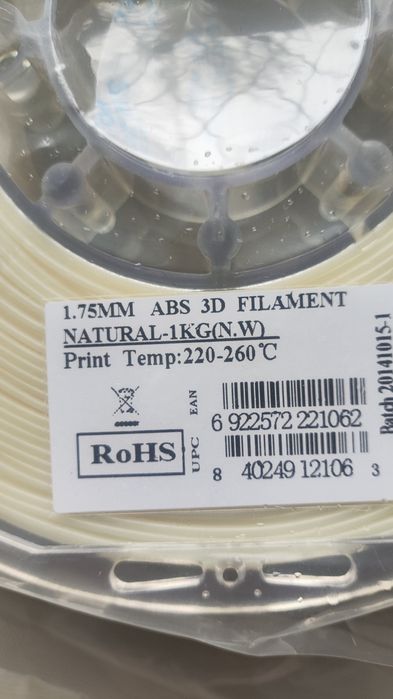 1.75MM ABS 3D FILAMENT
NATURAL-1KG(N.W)
Print Temp:220-260℃
EAN
6 922572 221062
RoHS
UPC
8 40249 12106 3
Batch 20141015-1